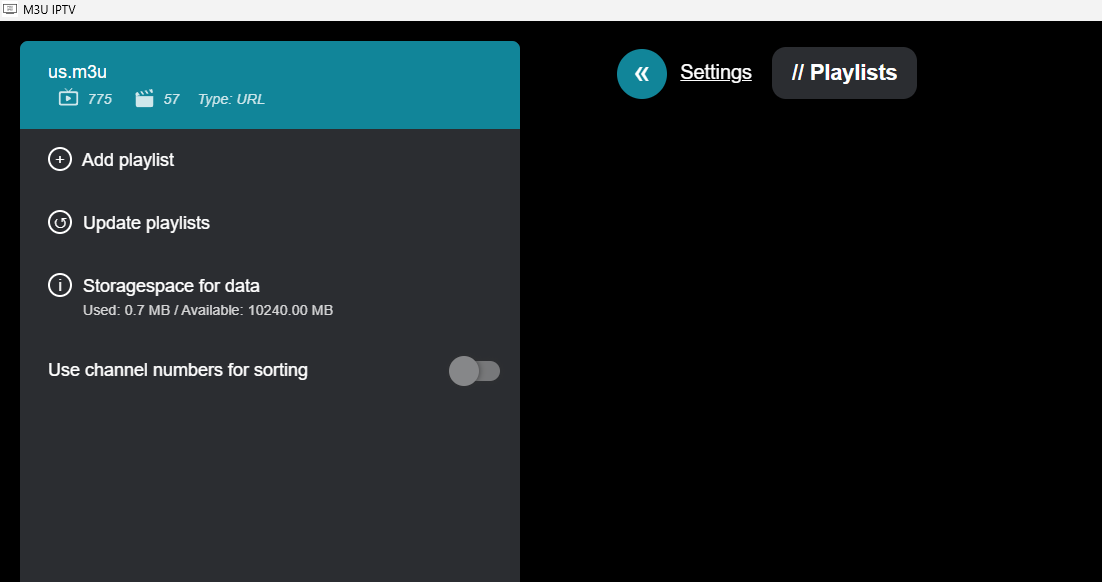 M3U IPTV
us.m3u
775 57 Type: URL
« Settings // Playlists
Add playlist
Update playlists
Storagespace for data
Used: 0.7 MB / Available: 10240.00 MB
Use channel numbers for sorting